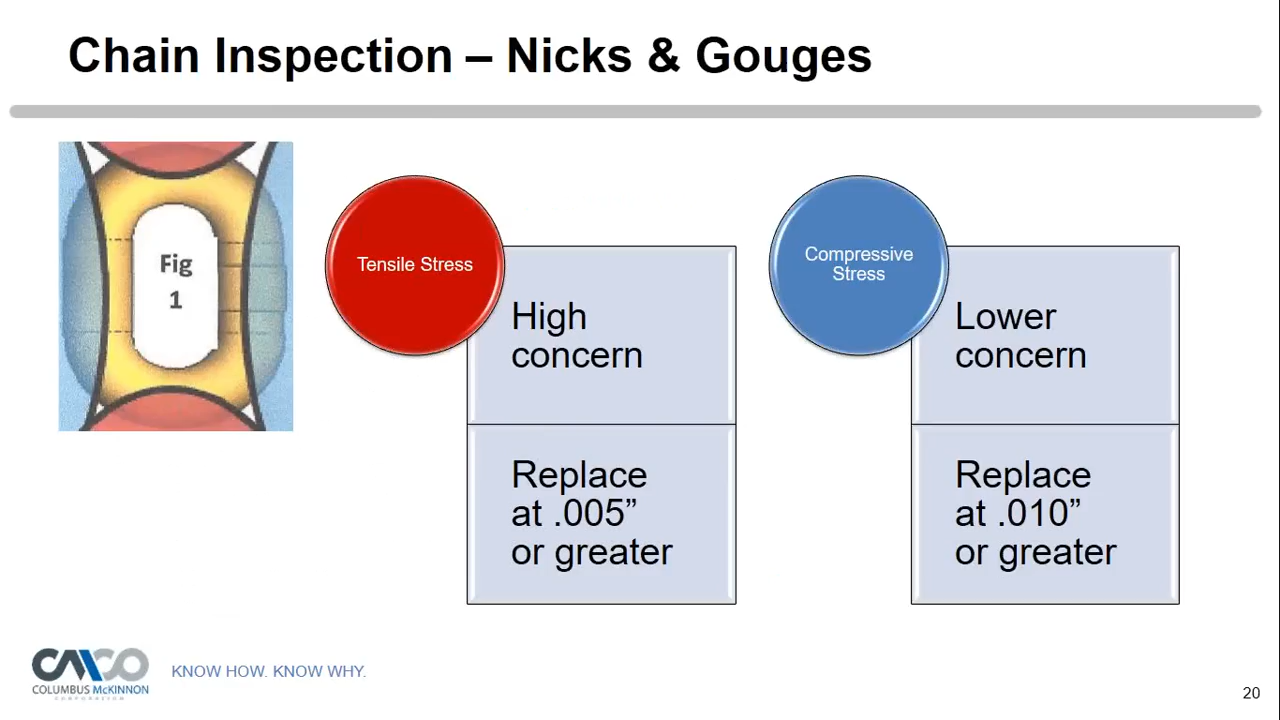 Chain Inspection – Nicks & Gouges
Fig
1
Tensile Stress
High
concern
Replace
at .005”
or greater
Compressive
Stress
Lower
concern
Replace
at .010”
or greater
CMCO
COLUMBUS McKINNON
CORPORATION
KNOW HOW. KNOW WHY.
20